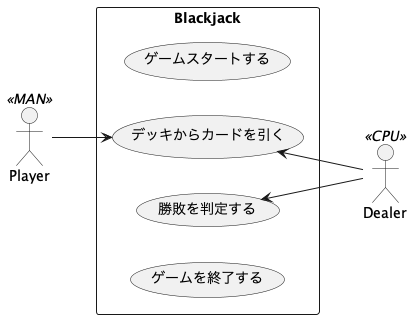 Blackjack
ゲームスタートする
«MAN»
Player
デッキからカードを引く
«CPU»
Dealer
勝敗を判定する
ゲームを終了する